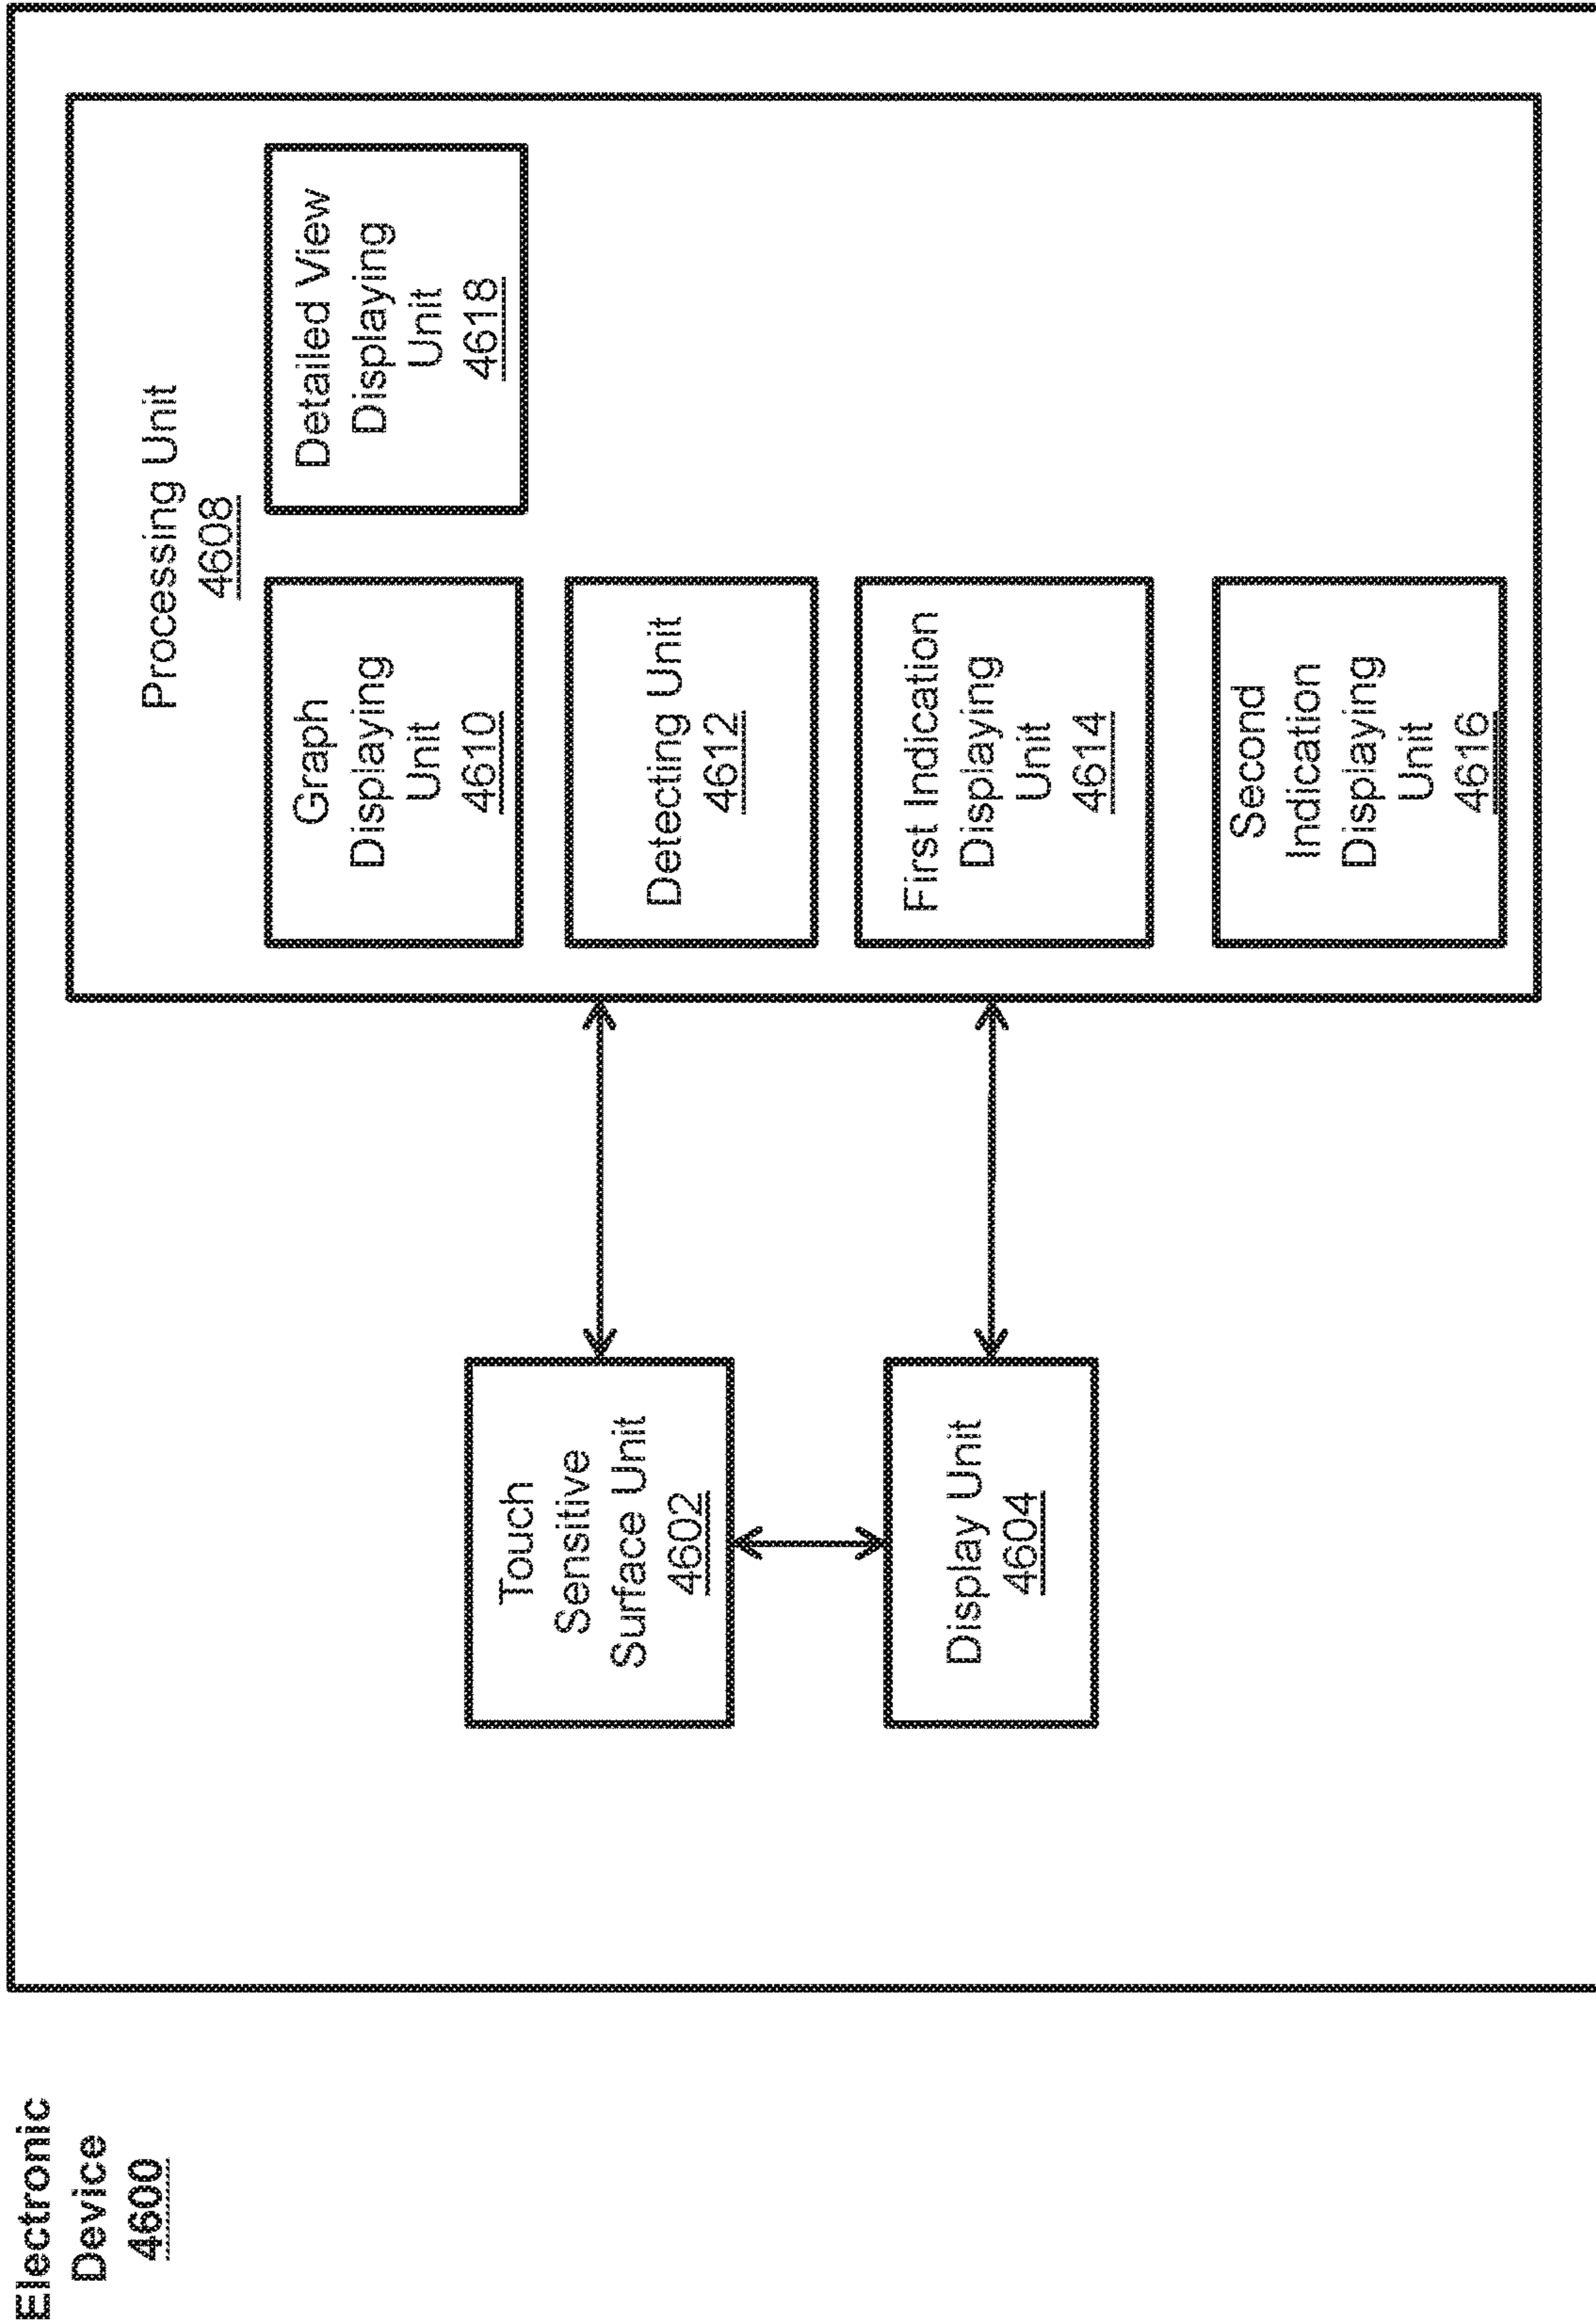 Electronic
Device
4600
Touch
Sensitive
Surface Unit
4602
Display Unit
4604
Processing Unit
4608
Graph
Displaying
Unit
4610
Detecting Unit
4612
First Indication
Displaying
Unit
4614
Second
Indication
Displaying
Unit
4616
Detailed View
Displaying
Unit
4618